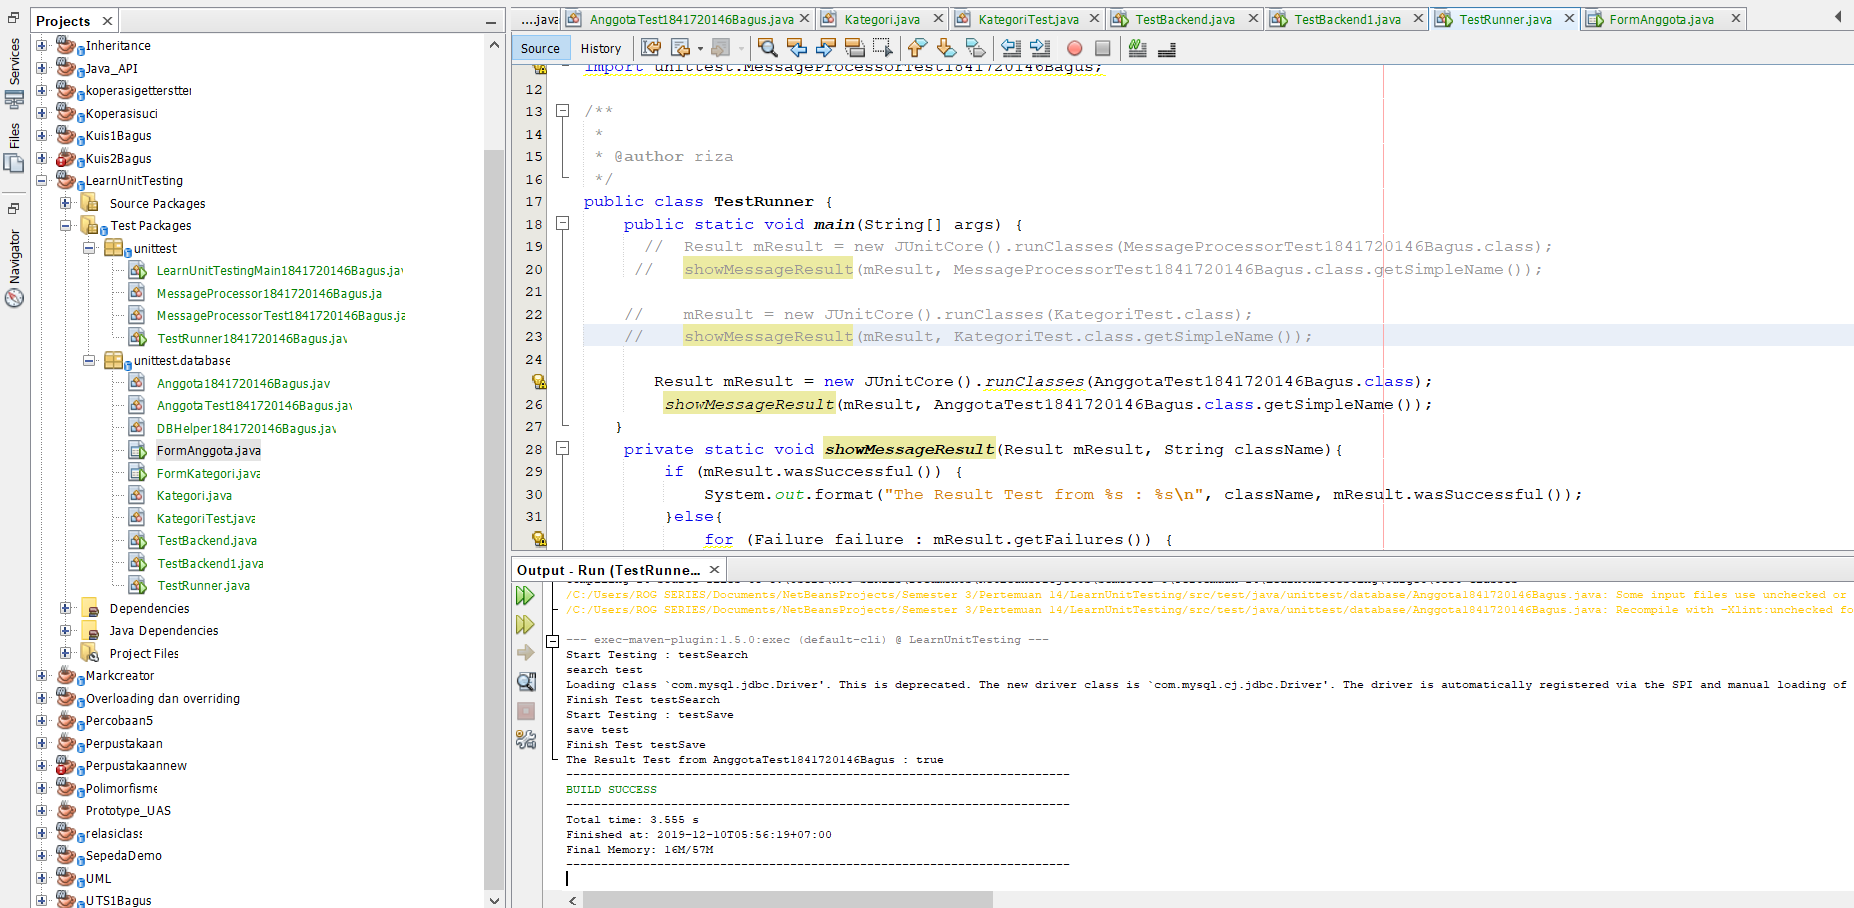 Services
Files
Navigator
Projects
Inheritance
Java_API
koperasigetterstter
Koperasisuci
Kuis1Bagus
Kuis2Bagus
LearnUnitTesting
Source Packages
Test Packages
unittest
LearnUnitTestingMain1841720146Bagus.jav
MessageProcessor1841720146Bagus.ja
MessageProcessorTest1841720146Bagus.ja
TestRunner1841720146Bagus.jav
unittest.database
Anggota1841720146Bagus.jav
AnggotaTest1841720146Bagus.jav
DBHelper1841720146Bagus.jav
FormAnggota.java
FormKategori.java
Kategori.java
KategoriTest.java
TestBackend.java
TestBackend1.java
TestRunner.java
Dependencies
Java Dependencies
Project Files
Markcreator
Overloading dan overriding
Percobaan5
Perpustakaan
Perpustakaannew
Polimorfisme
Prototype_UAS
relasiclass
SepedaDemo
UML
UTS1Bagus
....java AnggotaTest1841720146Bagus.java Kategori.java KategoriTest.java TestBackend.java TestBackend1.java TestRunner.java FormAnggota.java
Source History
import unittest.MessageProcessorTest1841720146Bagus;
12
13 /**
14 *
15 * @author riza
16 */
17 public class TestRunner {
18 public static void main(String[] args) {
19 // Result mResult = new JUnitCore().runClasses(MessageProcessorTest1841720146Bagus.class);
20 // showMessageResult(mResult, MessageProcessorTest1841720146Bagus.class.getSimpleName());
21
22 // mResult = new JUnitCore().runClasses(KategoriTest.class);
23 // showMessageResult(mResult, KategoriTest.class.getSimpleName());
24
Result mResult = new JUnitCore().runClasses(AnggotaTest1841720146Bagus.class);
26 showMessageResult(mResult, AnggotaTest1841720146Bagus.class.getSimpleName());
27 }
28 private static void showMessageResult(Result mResult, String className){
29 if (mResult.wasSuccessful()) {
30 System.out.format("The Result Test from %s : %s\n", className, mResult.wasSuccessful());
31 }else{
for (Failure failure : mResult.getFailures()) {
Output - Run (TestRunne...
/C:/Users/ROG SERIES/Documents/NetBeansProjects/Semester 3/Pertemuan 14/LearnUnitTesting/src/test/java/unittest/database/Anggota1841720146Bagus.java: Some input files use unchecked or
/C:/Users/ROG SERIES/Documents/NetBeansProjects/Semester 3/Pertemuan 14/LearnUnitTesting/src/test/java/unittest/database/Anggota1841720146Bagus.java: Recompile with -Xlint:unchecked fo
--- exec-maven-plugin:1.5.0:exec (default-cli) @ LearnUnitTesting ---
Start Testing : testSearch
search test
Loading class `com.mysql.jdbc.Driver'. This is deprecated. The new driver class is `com.mysql.cj.jdbc.Driver'. The driver is automatically registered via the SPI and manual loading of
Finish Test testSearch
Start Testing : testSave
save test
Finish Test testSave
The Result Test from AnggotaTest1841720146Bagus : true
------------------------------------------------------------------------
BUILD SUCCESS
------------------------------------------------------------------------
Total time: 3.555 s
Finished at: 2019-12-10T05:56:19+07:00
Final Memory: 16M/57M
------------------------------------------------------------------------